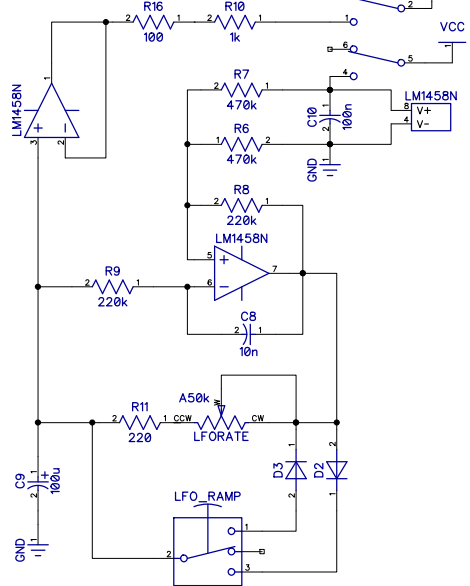 R16
2 1
100
R10
2 1
1k
1
2
VCC
1
6
5
4
LM1458N
1
3
2
R7
2 1
470k
C10
1
2
100n
LM1458N
8 V+
4 V-
R6
1 2
470k
GND
R8
2 1
220k
LM1458N
5
7
6
R9
2 1
220k
C8
2 1
10n
A50k
W
R11
2 1
220
CCW CW
LFORATE
C9
1
2
100u
D3
1
2
D2
2
1
LFO_RAMP
1
2
3
GND